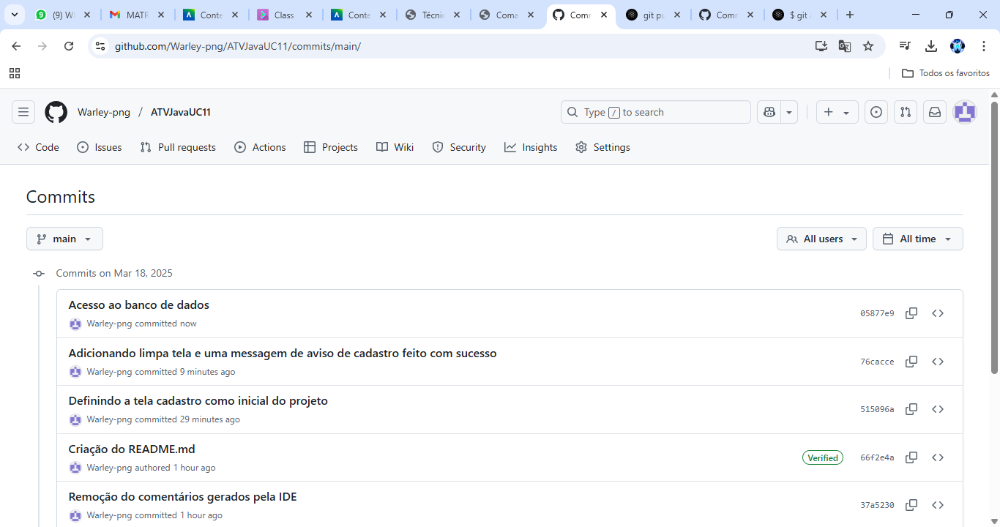 (9) W
MATR
Conte
Class
Conte
Técnic
Coma
Comm
git pu
Comm
$ git
github.com/Warley-png/ATVJavaUC11/commits/main/
Todos os favoritos
Warley-png / ATVJavaUC11
Type / to search
Code Issues Pull requests Actions Projects Wiki Security Insights Settings
Commits
main
All users All time
Commits on Mar 18, 2025
Acesso ao banco de dados
Warley-png committed now
05877e9
Adicionando limpa tela e uma messagem de aviso de cadastro feito com sucesso
Warley-png committed 9 minutes ago
76cacce
Definindo a tela cadastro como inicial do projeto
Warley-png committed 29 minutes ago
515096a
Criação do README.md
Warley-png authored 1 hour ago
Verified 66f2e4a
Remoção do comentários gerados pela IDE
Warley-png committed 1 hour ago
37a5230